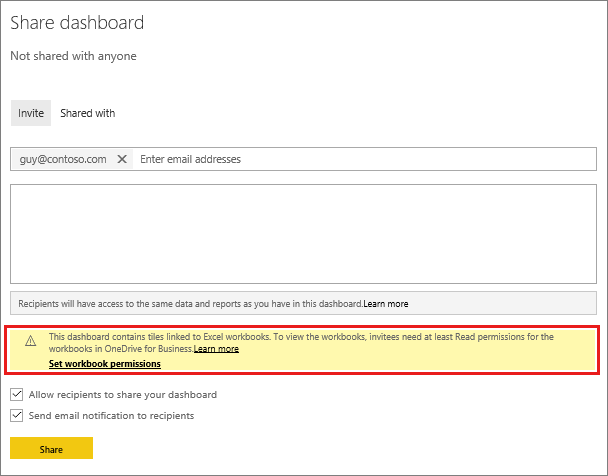 Share dashboard
Not shared with anyone
Invite Shared with
guy@contoso.com Enter email addresses
Recipients will have access to the same data and reports as you have in this dashboard.Learn more
This dashboard contains tiles linked to Excel workbooks. To view the workbooks, invitees need at least Read permissions for the
workbooks in OneDrive for Business.Learn more
Set workbook permissions
Allow recipients to share your dashboard
Send email notification to recipients
Share